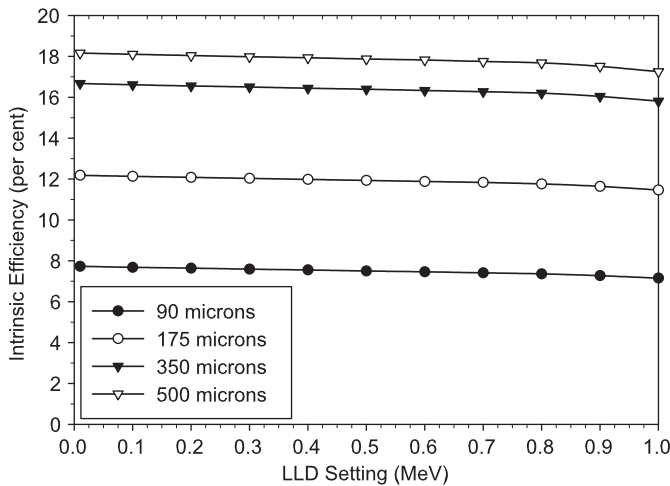 Intrinsic Efficiency (per cent)
20
18
16
14
12
10
8
6
4
2
0
90 microns
175 microns
350 microns
500 microns
0.0 0.1 0.2 0.3 0.4 0.5 0.6 0.7 0.8 0.9 1.0
LLD Setting (MeV)